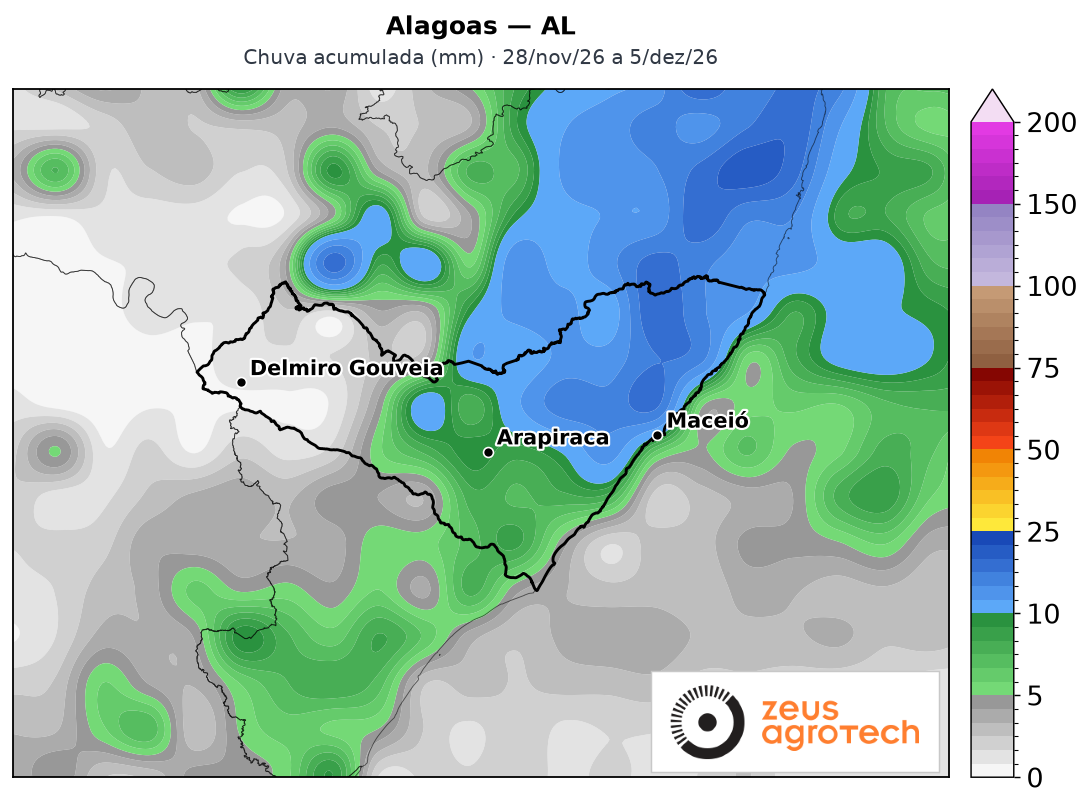 Alagoas — AL
Chuva acumulada (mm) · 28/nov/26 a 5/dez/26
200
150
100
75
50
25
10
5
0
Delmiro Gouveia
Arapiraca
Maceió
zeus
agrotech